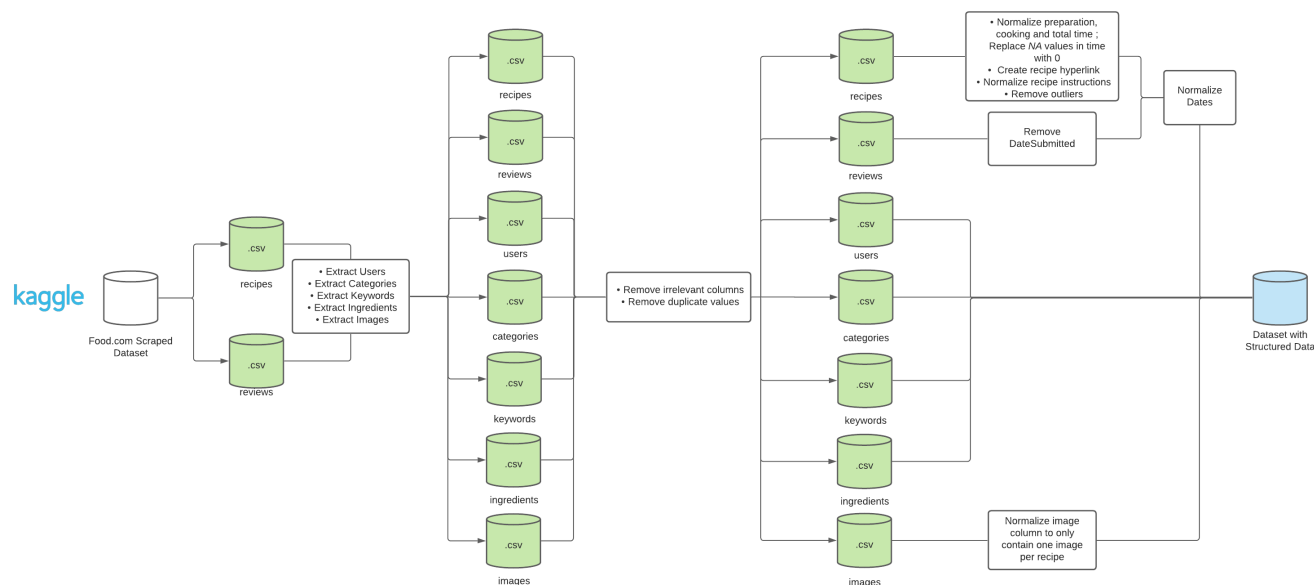 kaggle
Food.com Scraped
Dataset
.csv
recipes
.csv
reviews
• Extract Users
• Extract Categories
• Extract Keywords
• Extract Ingredients
• Extract Images
.csv
recipes
.csv
reviews
.csv
users
.csv
categories
.csv
keywords
.csv
ingredients
.csv
images
• Remove irrelevant columns
• Remove duplicate values
.csv
recipes
.csv
reviews
.csv
users
.csv
categories
.csv
keywords
.csv
ingredients
.csv
images
• Normalize preparation,
cooking and total time ;
Replace NA values in time
with 0
• Create recipe hyperlink
• Normalize recipe instructions
• Remove outliers
Remove
DateSubmitted
Normalize
Dates
Normalize image
column to only
contain one image
per recipe
Dataset with
Structured Data